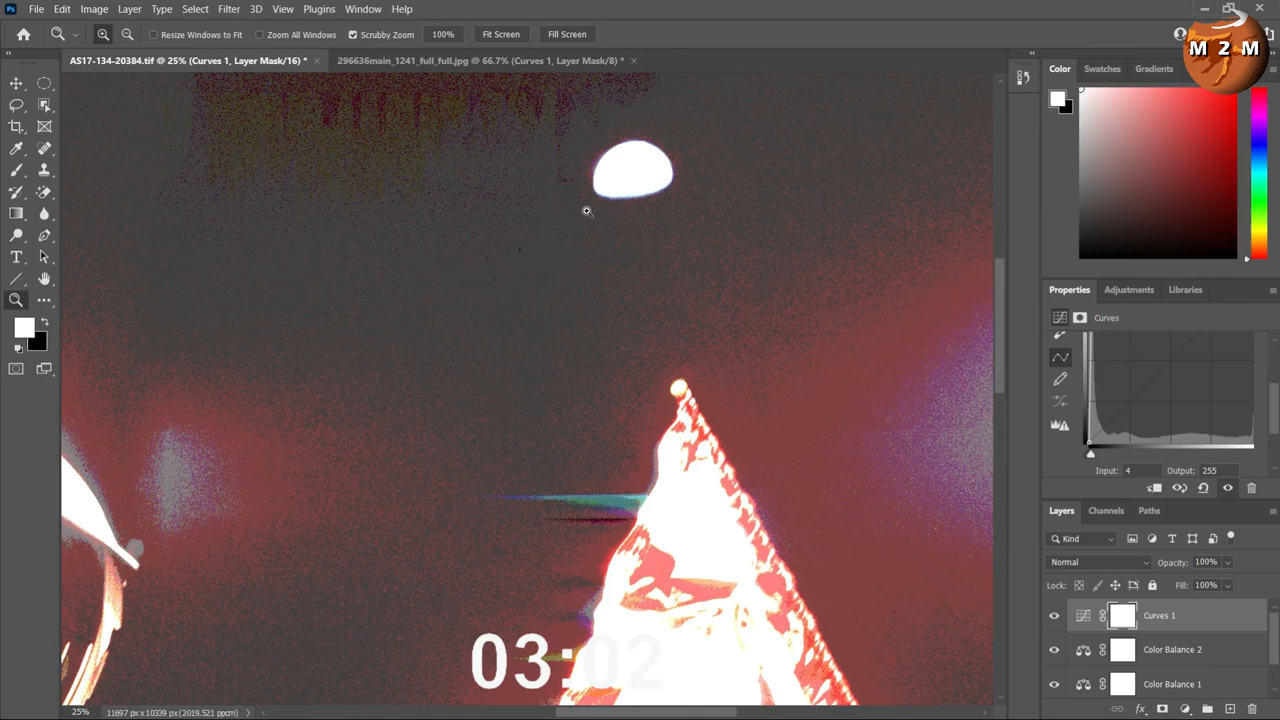 File Edit Image Layer Type Select Filter 3D View Plugins Window Help
Resize Windows to Fit Zoom All Windows Scrubby Zoom 100% Fit Screen Fill Screen
M 2 M
AS17-134-20384.tif @ 25% (Curves 1, Layer Mask/16) * × 296636main_1241_full_full.jpg @ 66.7% (Curves 1, Layer Mask/8) * ×
Color Swatches Gradients
Properties Adjustments Libraries
Curves
Input: 4 Output: 255
Layers Channels Paths
Kind
Normal Opacity: 100%
Lock: Fill: 100%
Curves 1
Color Balance 2
Color Balance 1
03:02
25% 11697 px x 10339 px (2019.521 ppcm)